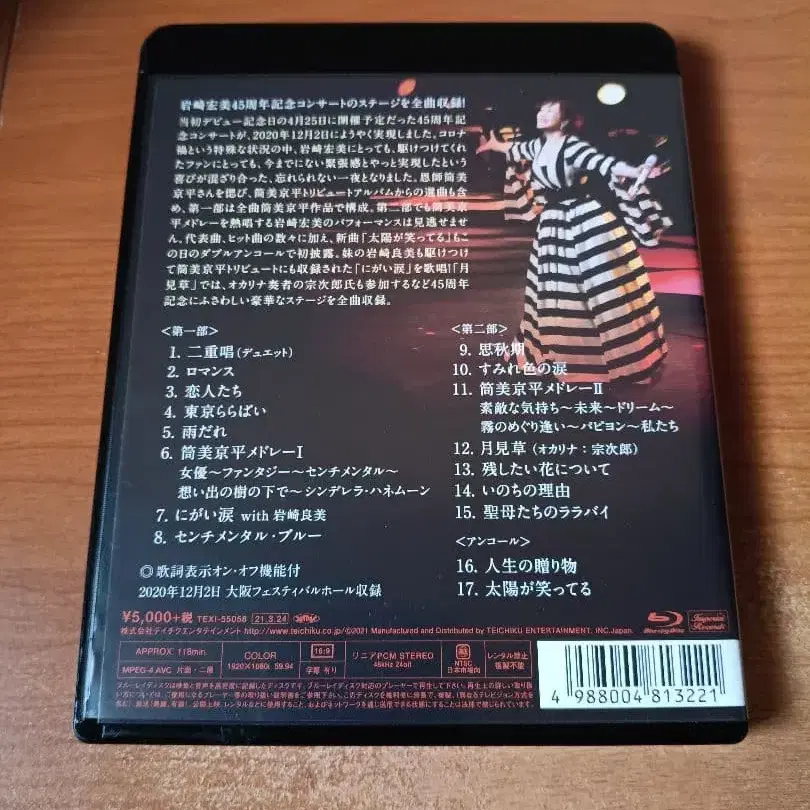 岩崎宏美45周年記念コンサートのステージを全曲収録!
当初デビュー記念日の4月25日に開催予定だった45周年記
念コンサートが、2020年12月2日にようやく実現しました。コロナ
禍という特殊な状況の中、岩崎宏美にとっても、駆けつけてく
れたファンにとっても、今までにない緊張感とやっと実現したという
喜びが混ざり合った、忘れられない一夜となりました。恩師筒美
京平さんを偲び、筒美京平トリビュートアルバムからの選曲も含
め、第一部は全曲筒美京平作品で構成。第二部でも筒美京
平メドレーを熱唱する岩崎宏美のパフォーマンスは見逃せませ
ん。代表曲、ヒット曲の数々に加え、新曲「太陽が笑ってる」もこ
の日のダブルアンコールで初披露。妹の岩崎良美も駆けつけ
て筒美京平トリビュートにも収録された「にがい涙」を歌唱!「月
見草」では、オカリナ奏者の宗次郎氏も参加するなど45周年
記念にふさわしい豪華なステージを全曲収録。
<第一部>
1. 二重唱(デュエット)
2. ロマンス
3. 恋人たち
4. 東京ららばい
5. 雨だれ
6. 筒美京平メドレーI
女優〜ファンタジー〜センチメンタル〜
想い出の樹の下で〜シンデレラ・ハネムーン
7. にがい涙 with 岩崎良美
8. センチメンタル・ブルー
<第二部>
9. 思秋期
10. すみれ色の涙
11. 筒美京平メドレーII
素敵な気持ち〜未来〜ドリーム〜
霧のめぐり逢い〜パピヨン〜私たち
12. 月見草(オカリナ:宗次郎)
13. 残したい花について
14. いのちの理由
15. 聖母たちのララバイ
<アンコール>
16. 人生の贈り物
17. 太陽が笑ってる
◎歌詞表示オン・オフ機能付
2020年12月2日 大阪フェスティバルホール収録
¥5,000+税 TEXI-55058 21.3.24
株式会社テイチクエンタテインメント http://www.teichiku.co.jp/ ©2021 Manufactured and Distributed by TEICHIKU ENTERTAINMENT, INC.Japan.
Blu-ray Disc
Imperial Records
APPROX 118min. COLOR 16:9 リニアPCM STEREO 48kHz 24bit NTSC 日本市場向 レンタル禁止 複製不能
MPEG-4 AVC 片面・二層 1920×1080i, 59.94 字幕 有り
4 988004 813221